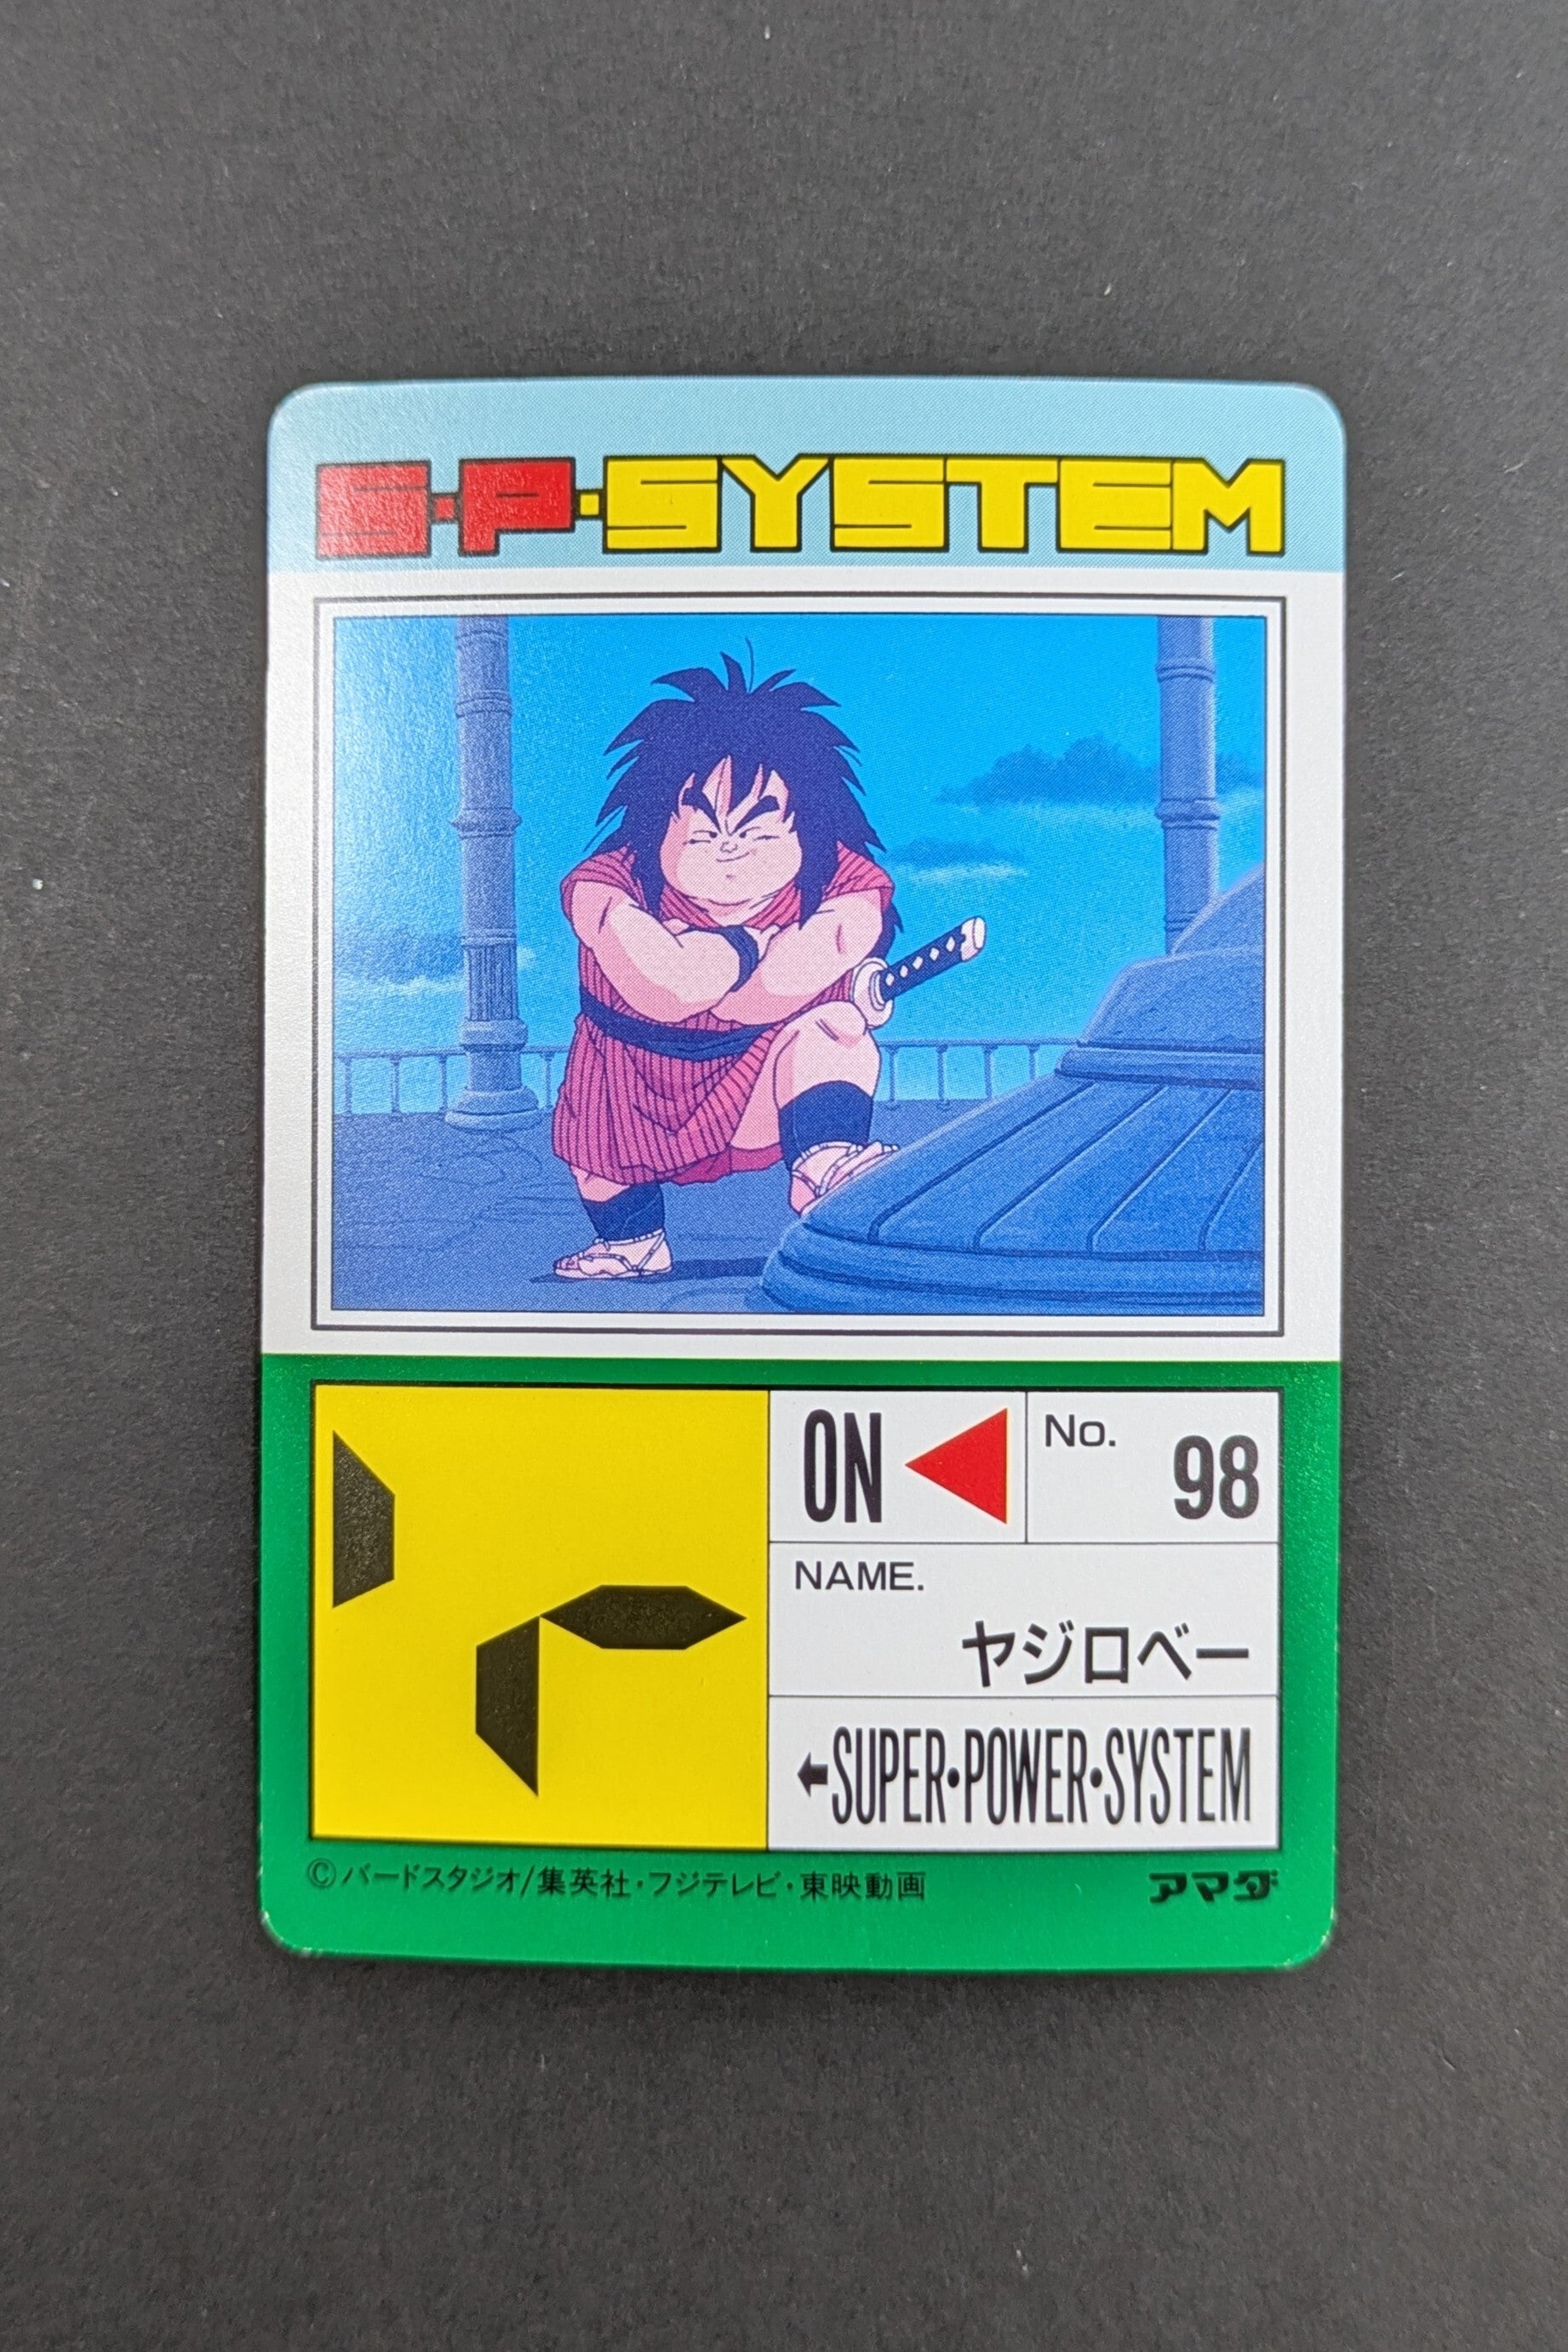 S・P・SYSTEM
ON
No. 98
NAME.
ヤジロベー
←SUPER・POWER・SYSTEM
©バードスタジオ/集英社・フジテレビ・東映動画
アマダ